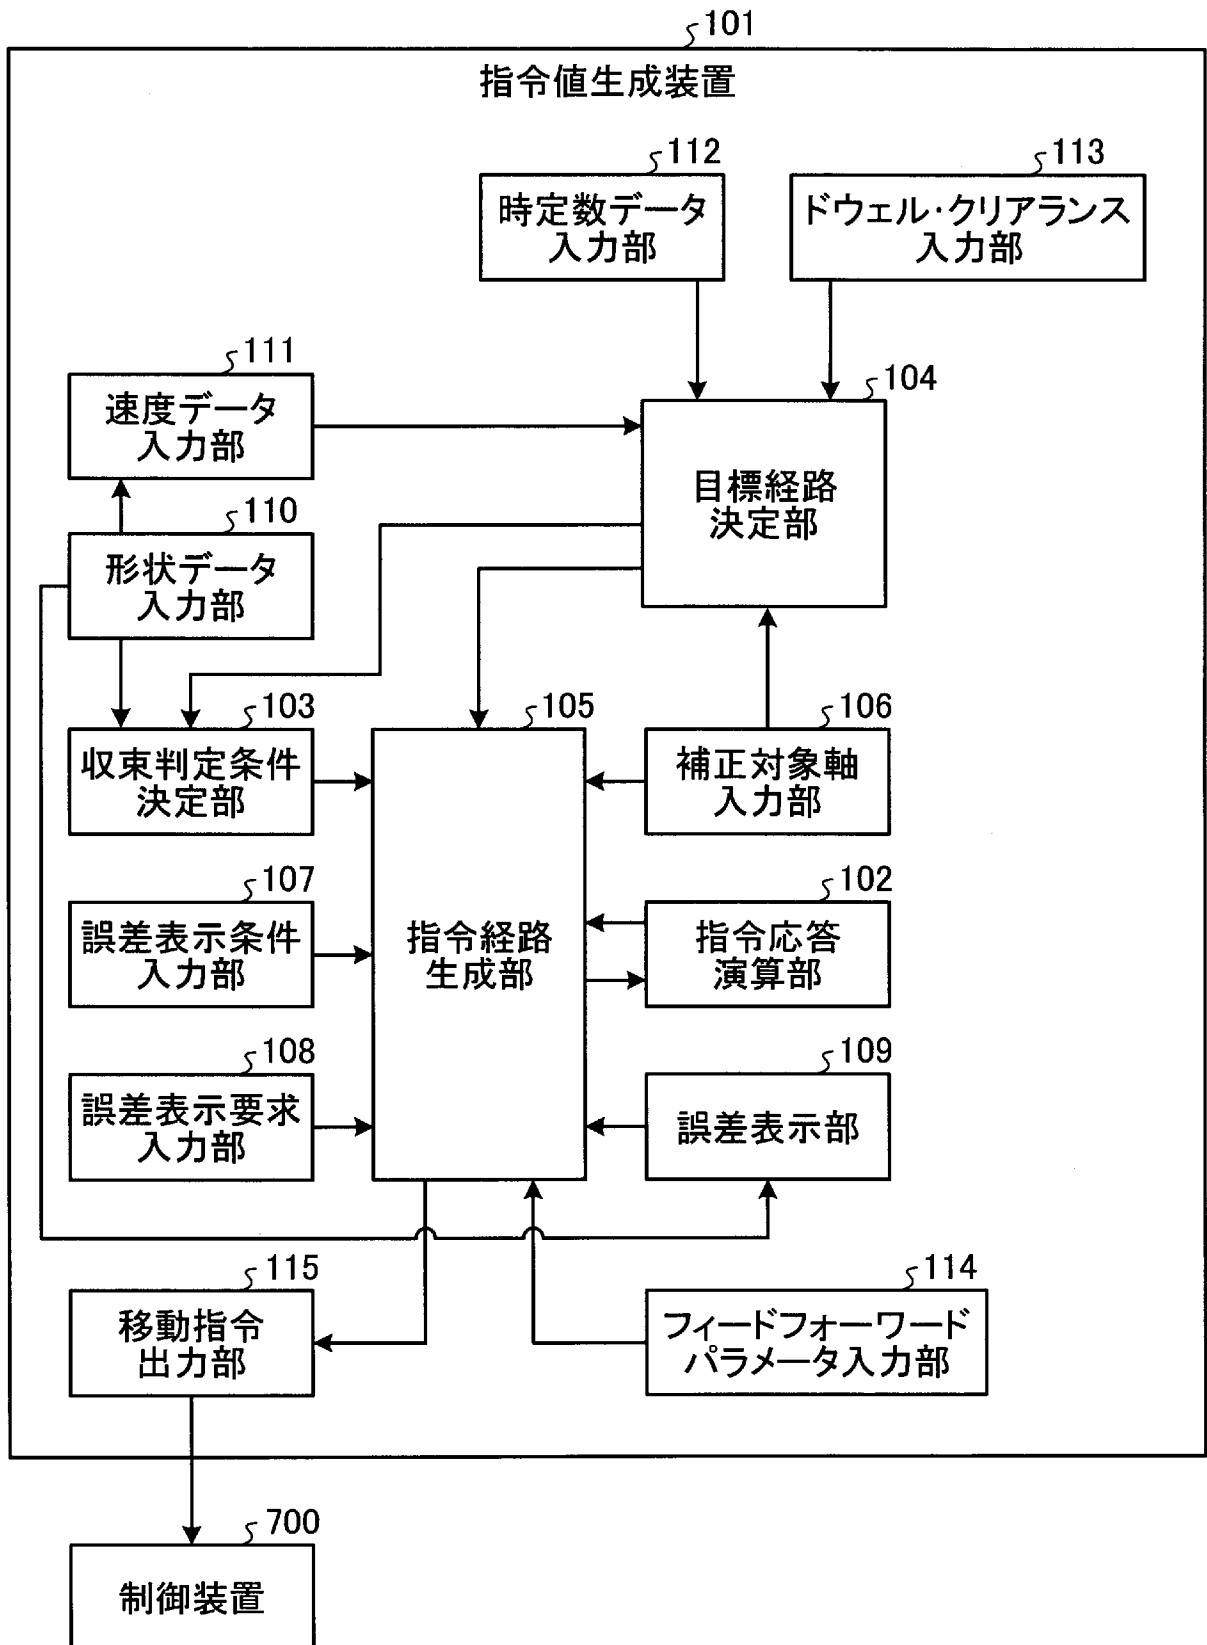 101
指令値生成装置
112
時定数データ
入力部
113
ドウェル・クリアランス
入力部
111
速度データ
入力部
104
目標経路
決定部
110
形状データ
入力部
103
収束判定条件
決定部
105
指令経路
生成部
106
補正対象軸
入力部
107
誤差表示条件
入力部
102
指令応答
演算部
108
誤差表示要求
入力部
109
誤差表示部
115
移動指令
出力部
114
フィードフォーワード
パラメータ入力部
700
制御装置